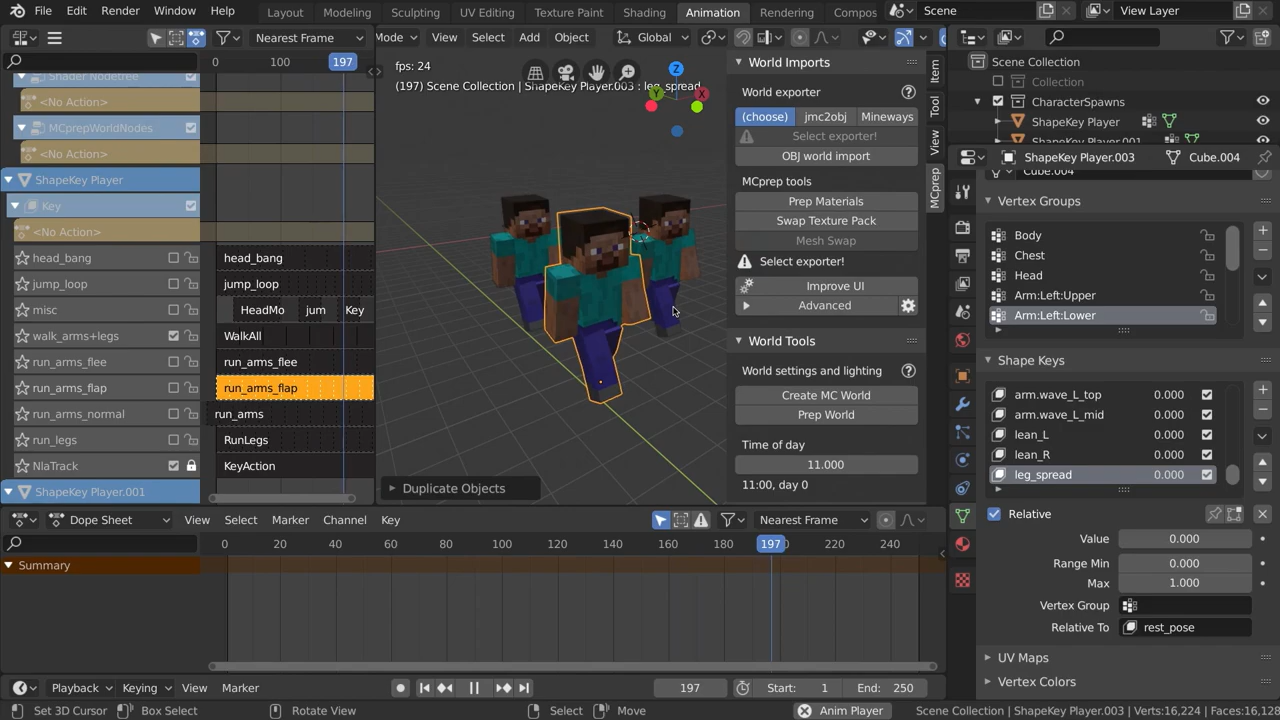 File Edit Render Window Help Layout Modeling Sculpting UV Editing Texture Paint Shading Animation Rendering Compos Scene View Layer
Nearest Frame
Mode View Select Add Object Global
0 100 197
Shader Nodetree
<No Action>
MCprepWorldNodes
<No Action>
ShapeKey Player
Key
<No Action>
head_bang head_bang
jump_loop jump_loop
misc HeadMo jum Key
walk_arms+legs WalkAll
run_arms_flee run_arms_flee
run_arms_flap run_arms_flap
run_arms_normal run_arms
run_legs RunLegs
NlaTrack KeyAction
ShapeKey Player.001
fps: 24
(197) Scene Collection | ShapeKey Player.003 : leg_spread
Z
Y X
Duplicate Objects
World Imports
World exporter
(choose) jmc2obj Mineways
Select exporter!
OBJ world import
MCprep tools
Prep Materials
Swap Texture Pack
Mesh Swap
Select exporter!
Improve UI
Advanced
World Tools
World settings and lighting
Create MC World
Prep World
Time of day
11.000
11:00, day 0
Item
Tool
View
MCprep
Scene Collection
Collection
CharacterSpawns
ShapeKey Player
ShapeKey Player.001
ShapeKey Player.003 Cube.004
Cube.004
Vertex Groups
Body
Chest
Head
Arm:Left:Upper
Arm:Left:Lower
Shape Keys
arm.wave_L_top 0.000
arm.wave_L_mid 0.000
lean_L 0.000
lean_R 0.000
leg_spread 0.000
Relative
Value 0.000
Range Min 0.000
Max 1.000
Vertex Group
Relative To rest_pose
UV Maps
Vertex Colors
Dope Sheet View Select Marker Channel Key Nearest Frame
0 20 40 60 80 100 120 140 160 180 197 220 240
Summary
Playback Keying View Marker 197 Start: 1 End: 250
Set 3D Cursor Box Select Rotate View Select Move Anim Player Scene Collection | ShapeKey Player.003 | Verts:16,224 | Faces:16,128